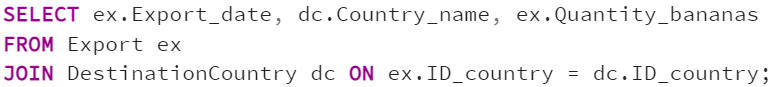 SELECT ex.Export_date, dc.Country_name, ex.Quantity_bananas
FROM Export ex
JOIN DestinationCountry dc ON ex.ID_country = dc.ID_country;